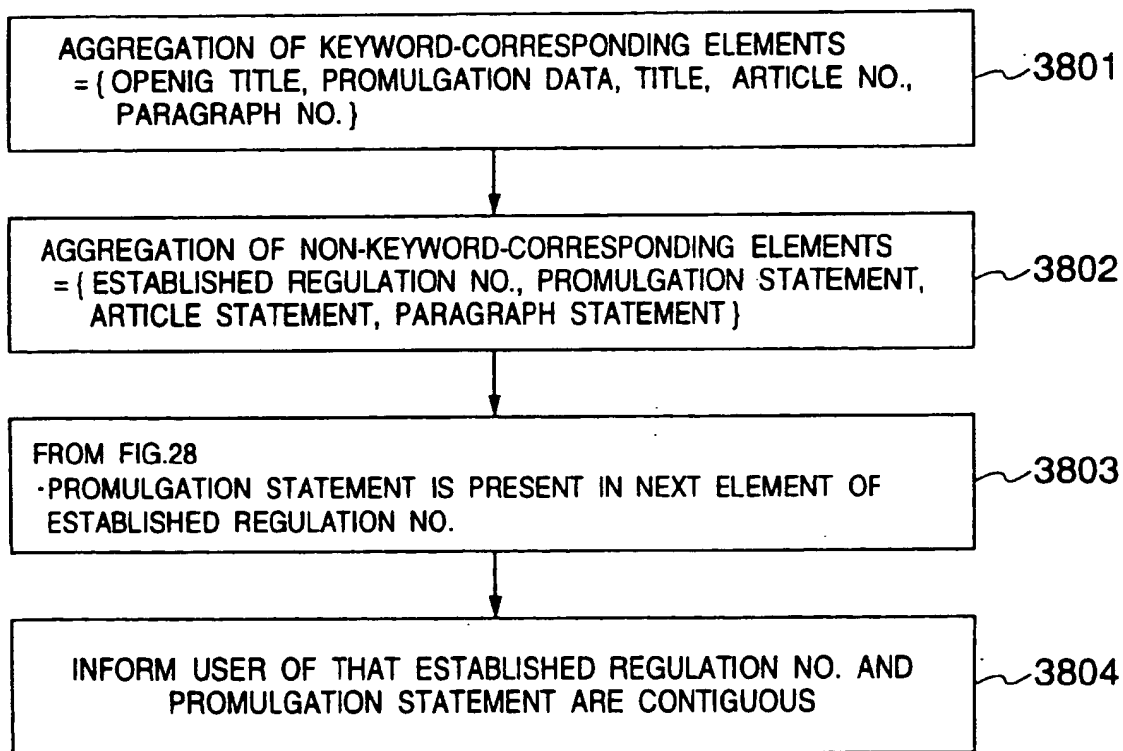 AGGREGATION OF KEYWORD-CORRESPONDING ELEMENTS
= { OPENIG TITLE, PROMULGATION DATA, TITLE, ARTICLE NO.,
PARAGRAPH NO. }
3801
AGGREGATION OF NON-KEYWORD-CORRESPONDING ELEMENTS
= { ESTABLISHED REGULATION NO., PROMULGATION STATEMENT,
ARTICLE STATEMENT, PARAGRAPH STATEMENT }
3802
FROM FIG.28
·PROMULGATION STATEMENT IS PRESENT IN NEXT ELEMENT OF
ESTABLISHED REGULATION NO.
3803
INFORM USER OF THAT ESTABLISHED REGULATION NO. AND
PROMULGATION STATEMENT ARE CONTIGUOUS
3804